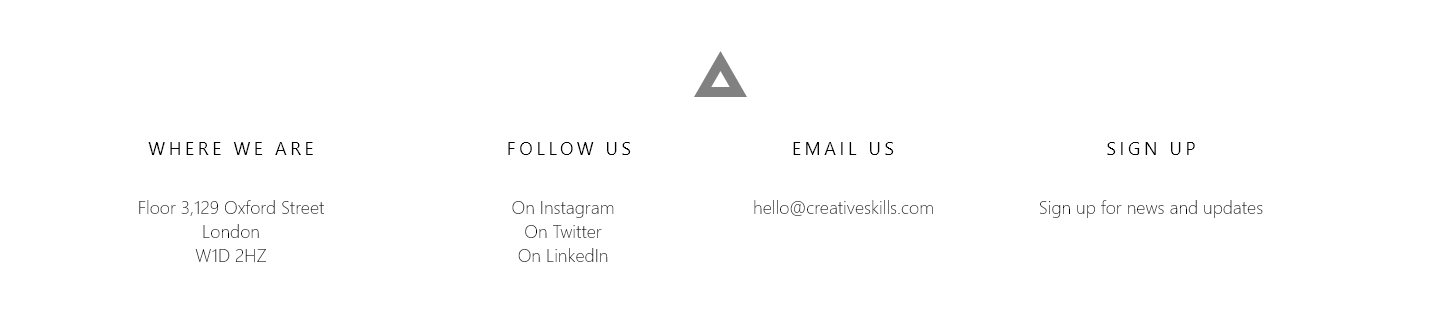 WHERE WE ARE
Floor 3,129 Oxford Street
London
W1D 2HZ
FOLLOW US
On Instagram
On Twitter
On LinkedIn
EMAIL US
hello@creativeskills.com
SIGN UP
Sign up for news and updates